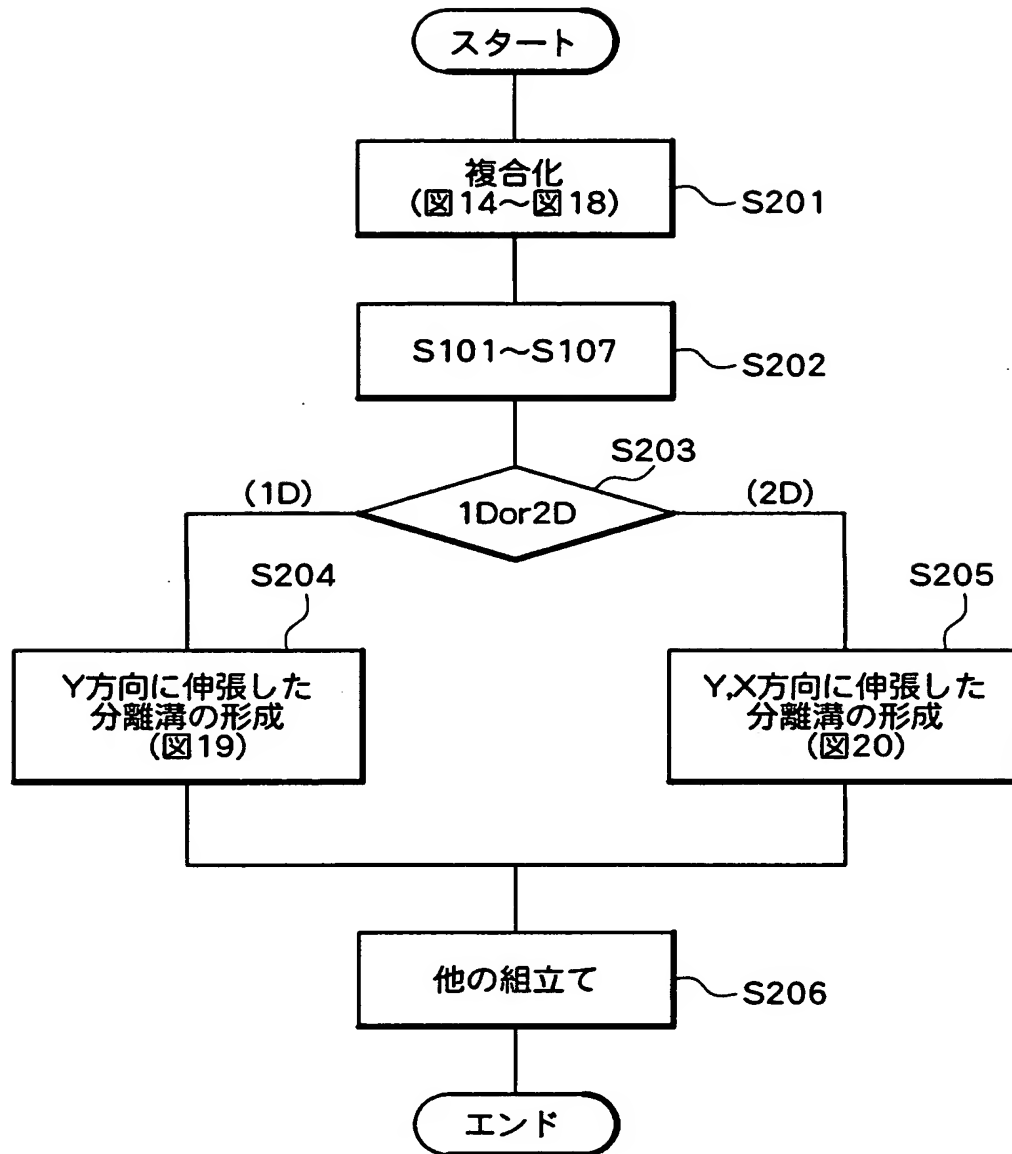 スタート
複合化
(図14～図18)
S201
S101～S107
S202
S203
(1D)
1Dor2D
(2D)
S204
S205
Y方向に伸張した
分離溝の形成
(図19)
Y,X方向に伸張した
分離溝の形成
(図20)
他の組立て
S206
エンド